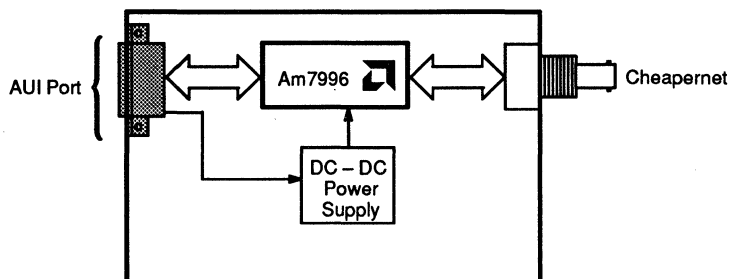 AUI Port
Am7996
Cheapernet
DC – DC
Power
Supply